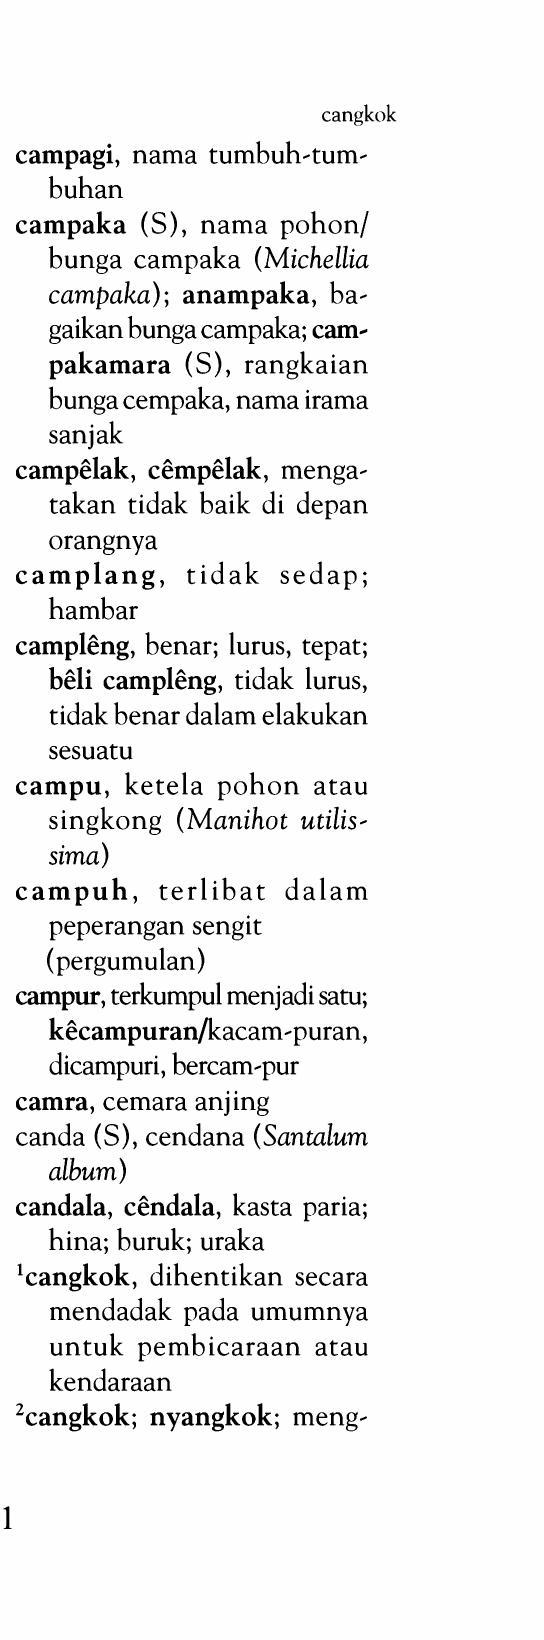 cangkok
campagi, nama tumbuh-tum-
buhan
campaka (S), nama pohon/
bunga campaka (Michellia
campaka); anampaka, ba-
gaikan bunga campaka; cam-
pakamara (S), rangkaian
bunga cempaka, nama irama
sanjak
campêlak, cêmpêlak, menga-
takan tidak baik di depan
orangnya
camplang, tidak sedap;
hambar
camplêng, benar; lurus, tepat;
bêli camplêng, tidak lurus,
tidak benar dalam elakukan
sesuatu
campu, ketela pohon atau
singkong (Manihot utilis-
sima)
campuh, terlibat dalam
peperangan sengit
(pergumulan)
campur, terkumpul menjadi satu;
kêcampuran/kacam-puran,
dicampuri, bercam-pur
camra, cemara anjing
canda (S), cendana (Santalum
album)
candala, cêndala, kasta paria;
hina; buruk; uraka
¹cangkok, dihentikan secara
mendadak pada umumnya
untuk pembicaraan atau
kendaraan
²cangkok; nyangkok; meng-
1